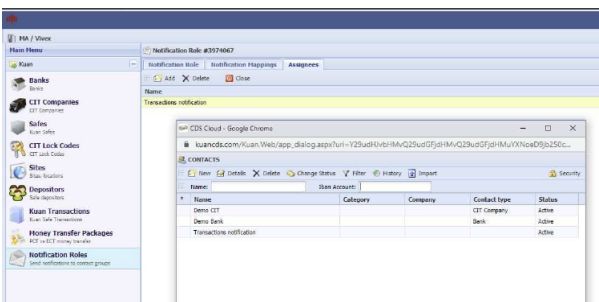 MA / Vivex
Main Menu
Notification Role #3974067
Kuan
Notification Role
Notification Mappings
Assignees
Add
Delete
Close
Banks
Banks
Name
CIT Companies
CIT Companies
Transactions notification
Safes
Kuan Safes
CDS Cloud - Google Chrome
CIT Lock Codes
CIT Lock Codes
CONTACTS
Sites
Sites locations
New
Details
Delete
Change Status
Filter
History
Import
Security
Depositors
Safe depositors
Name:
Iban Account:
Kuan Transactions
Kuan Safe Transactions
Name
Category
Company
Contact type
Status
Demo CIT
CIT Company
Active
Money Transfer Packages
Demo Bank
Bank
Active
Transactions notification
Active
Notification Roles
Send notifications to contact groups